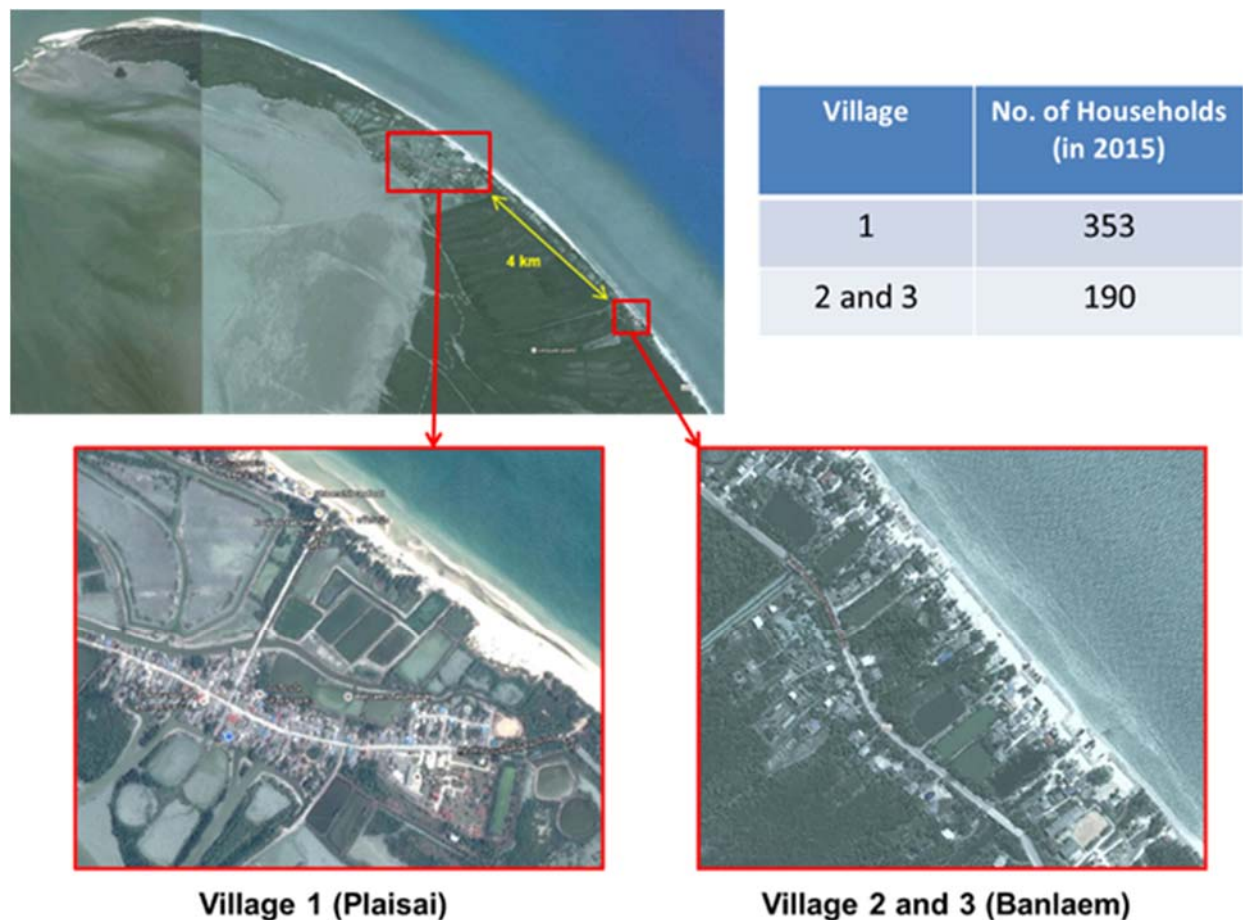 Village
No. of Households
(in 2015)
1
353
2 and 3
190
4 km
Village 1 (Plaisai)
Village 2 and 3 (Banlaem)